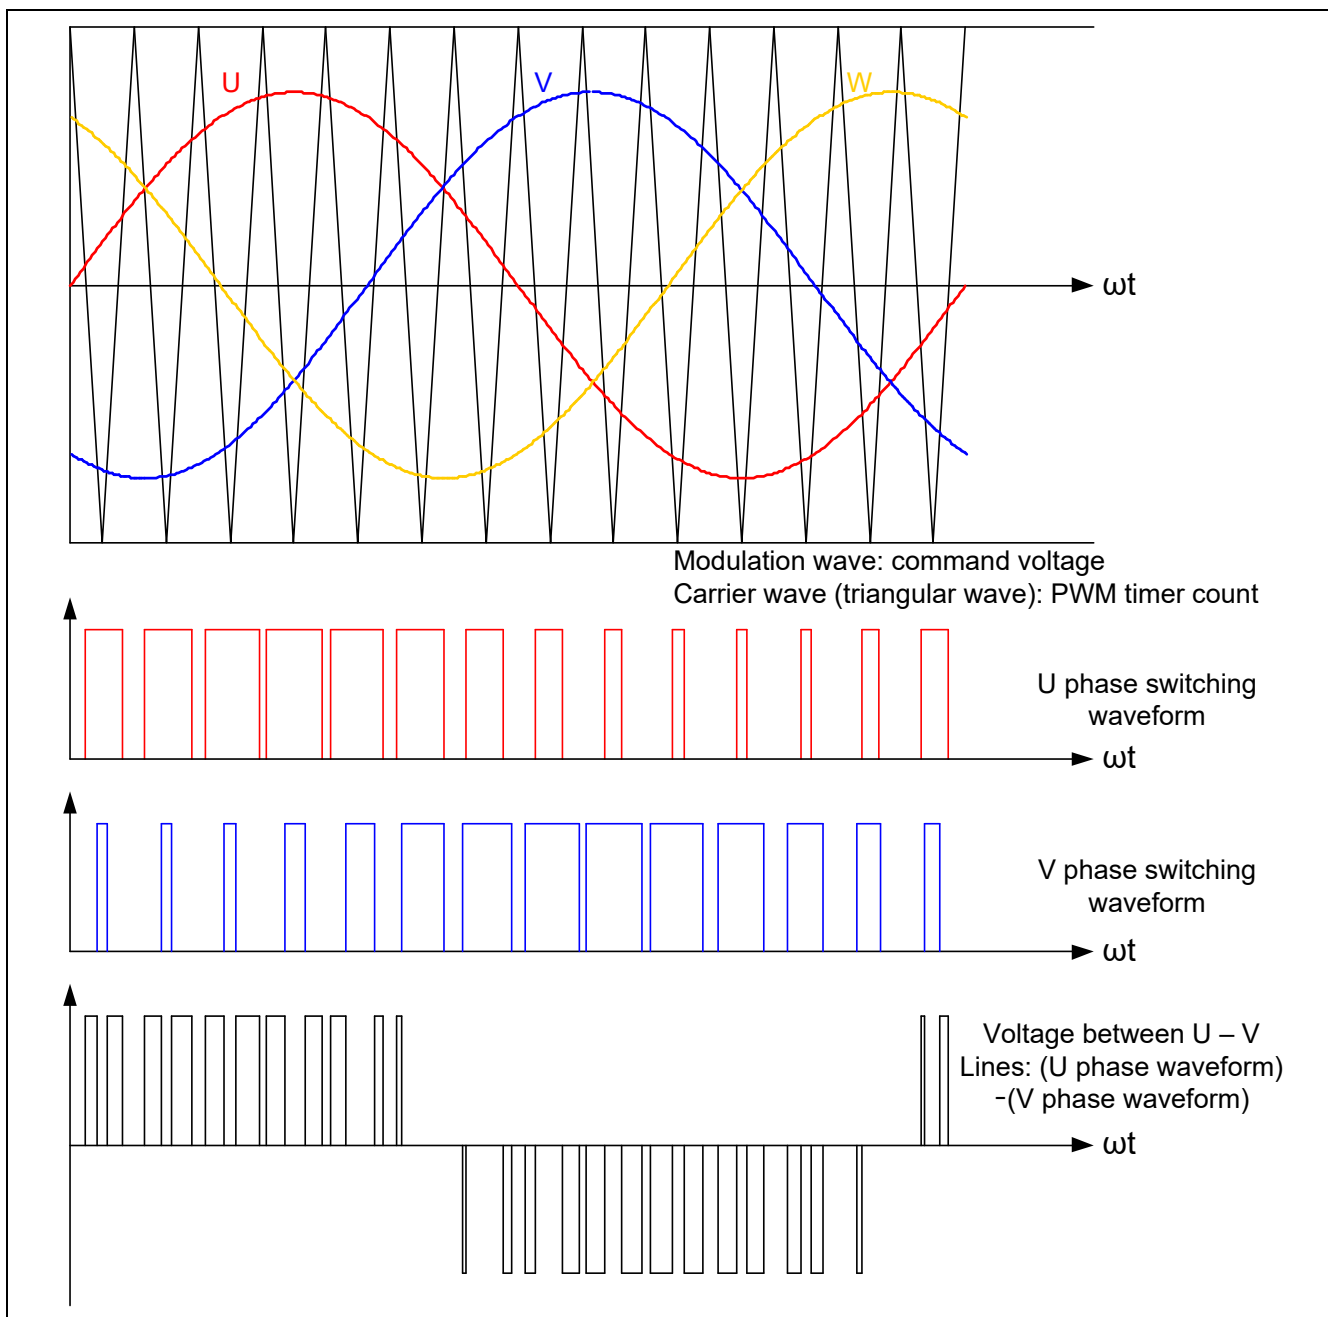 U
V
W
ωt
Modulation wave: command voltage
Carrier wave (triangular wave): PWM timer count
U phase switching
waveform
ωt
V phase switching
waveform
ωt
Voltage between U – V
Lines: (U phase waveform)
-(V phase waveform)
ωt